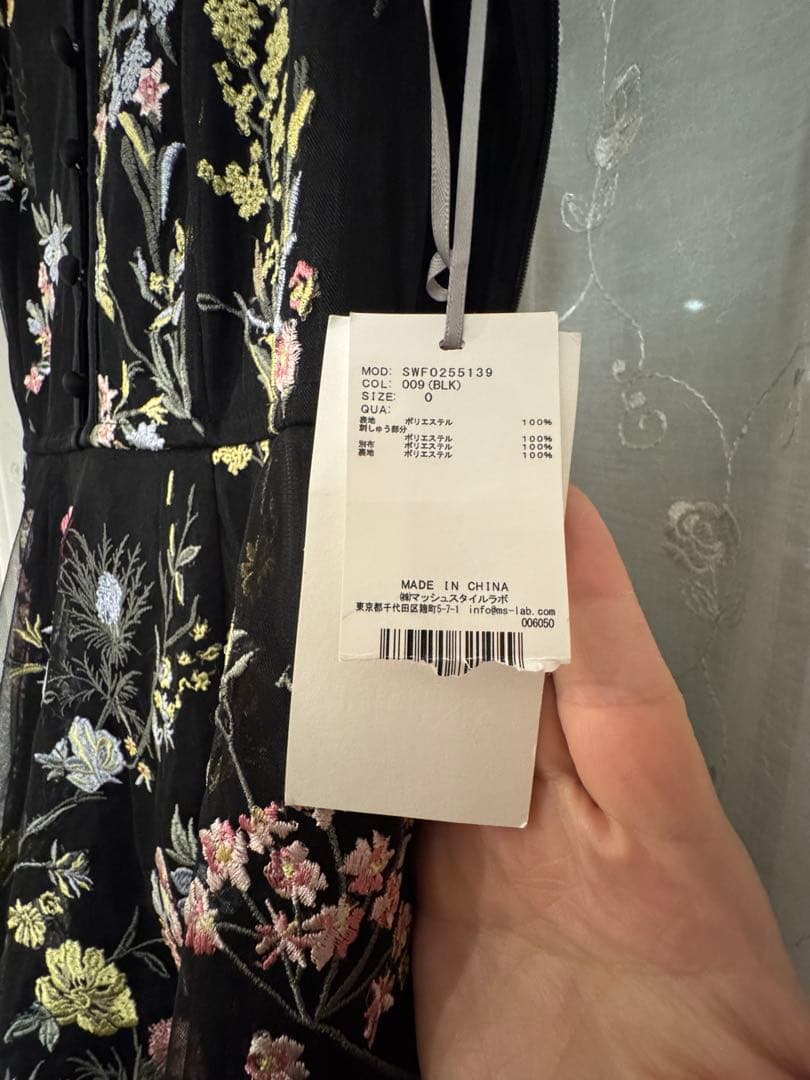 MOD: SWF0255139
COL: 009(BLK)
SIZE: 0
QUA:
表地 ポリエステル 100%
刺しゅう部分
ポリエステル 100%
別布 ポリエステル 100%
裏地 ポリエステル 100%
MADE IN CHINA
㈱マッシュスタイルラボ
東京都千代田区麹町5-7-1 info@ms-lab.com
006050